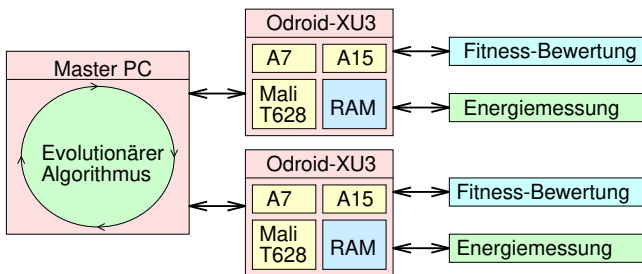 Master PC
Evolutionärer
Algorithmus
Odroid-XU3
A7 A15
Mali
T628
RAM
Fitness-Bewertung
Energiemessung
Odroid-XU3
A7 A15
Mali
T628
RAM
Fitness-Bewertung
Energiemessung